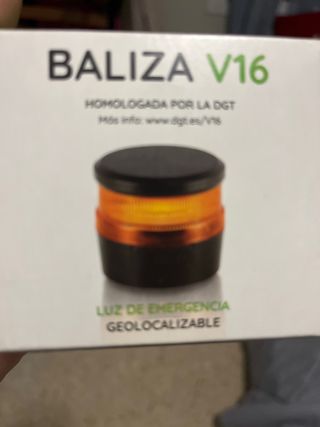 BALIZA V16
HOMOLOGADA POR LA DGT
Más info: www.dgt.es/V16
LUZ DE EMERGENCIA
GEOLOCALIZABLE